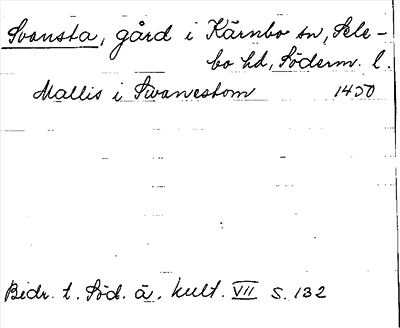 Svansta, gård i Kärnbo sn, Sele-
bo hd, Söderm. l.
Mallis i Swanestom 1450
Bidr. t. Söd. ä. kult. VII s. 132